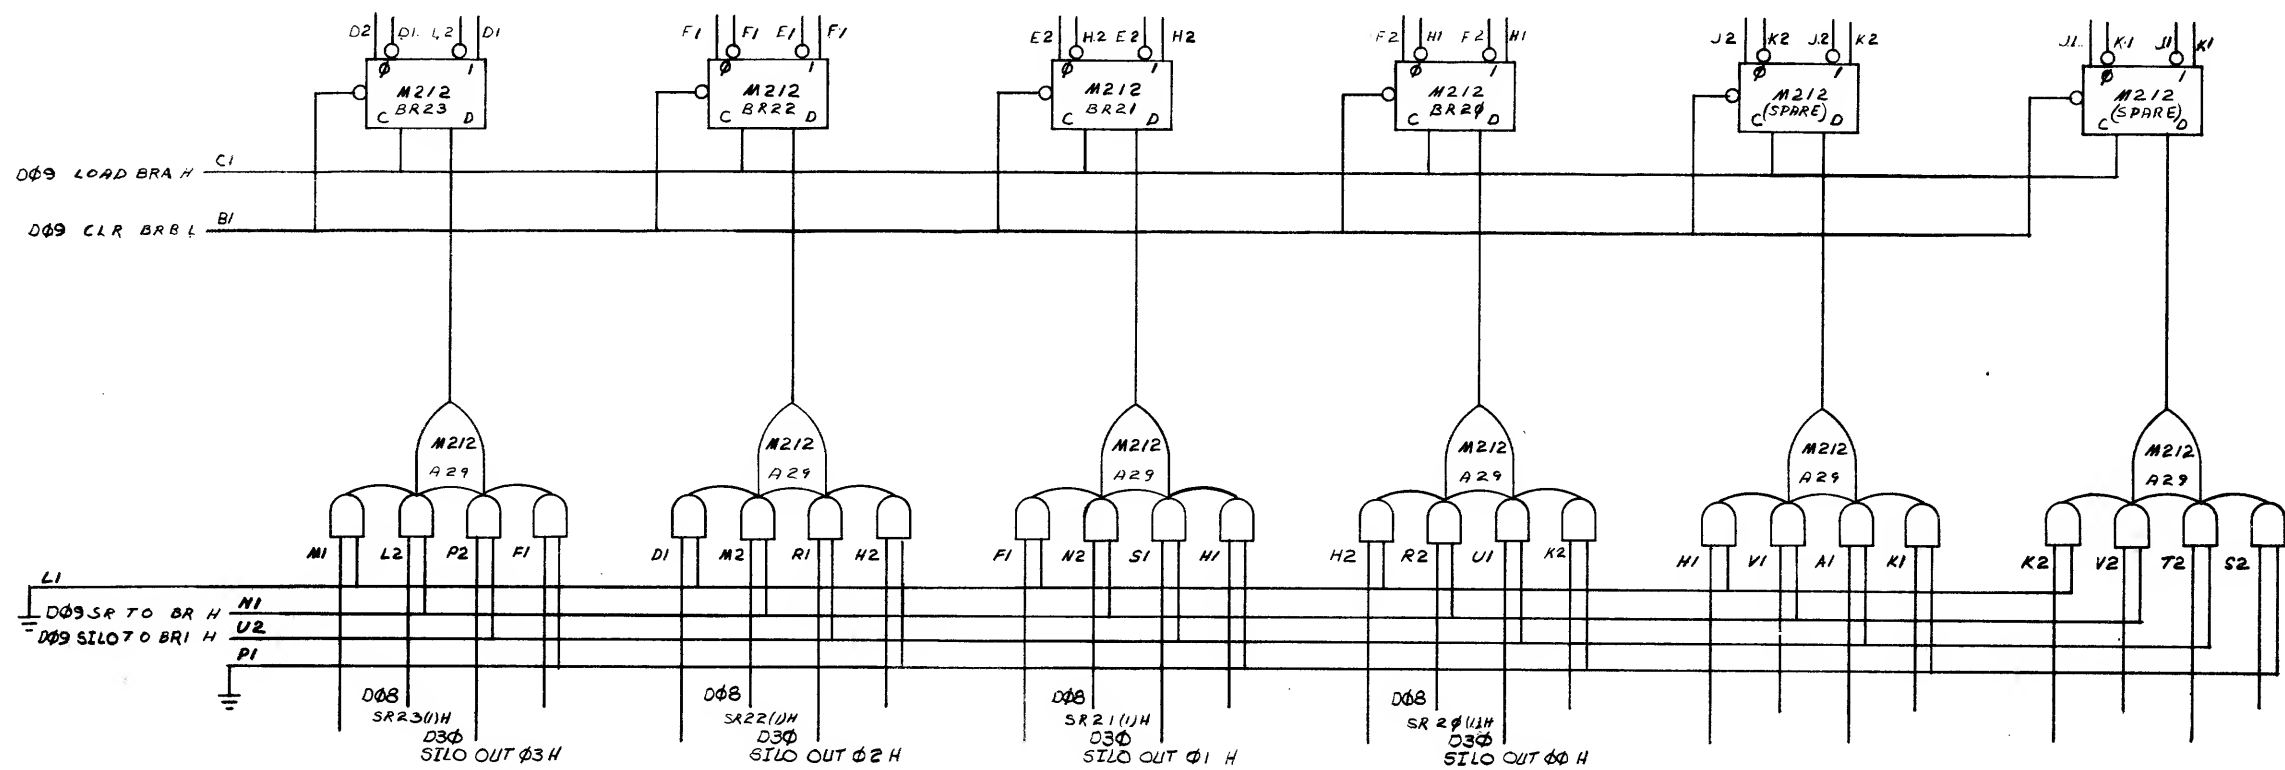 D2 D1 L2 D1 F1 F1 E1 F1 E2 H2 E2 H2 F2 H1 F2 H1 J2 K2 J2 K2 J1 K1 J1 K1
Ø 1 Ø 1 Ø 1 Ø 1 Ø 1 Ø 1
M212 M212 M212 M212 M212 M212
BR23 BR22 BR21 BR2Ø (SPARE) (SPARE)
C D C D C D C D C D C D
DØ9 LOAD BRA H C1
DØ9 CLR BRB L B1
M212 M212 M212 M212 M212 M212
A29 A29 A29 A29 A29 A29
M1 L2 P2 F1 D1 M2 R1 H2 F1 N2 S1 H1 H2 R2 U1 K2 H1 V1 A1 K1 K2 V2 T2 S2
L1
DØ9 SR TO BR H N1
DØ9 SILO TO BR1 H U2
P1
DØ8 DØ8 DØ8 DØ8
SR23(1)H SR22(1)H SR21(1)H SR2Ø(1)H
D3Ø D3Ø D3Ø D3Ø
SILO OUT Ø3 H SILO OUT Ø2 H SILO OUT Ø1 H SILO OUT ØØ H